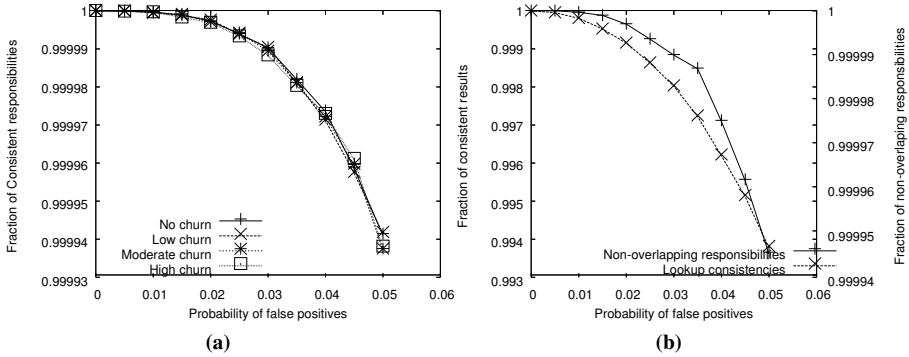 1
0.99999
0.99998
0.99997
0.99996
0.99995
0.99994
0.99993
Fraction of Consistent responsibilities
No churn
Low churn
Moderate churn
High churn
0 0.01 0.02 0.03 0.04 0.05 0.06
Probability of false positives
(a)
1
0.999
0.998
0.997
0.996
0.995
0.994
0.993
Fraction of consistent results
Non-overlapping responsibilities
Lookup consistencies
0 0.01 0.02 0.03 0.04 0.05 0.06
Probability of false positives
1
0.99999
0.99998
0.99997
0.99996
0.99995
0.99994
Fraction of non-overlaping responsibilities
(b)